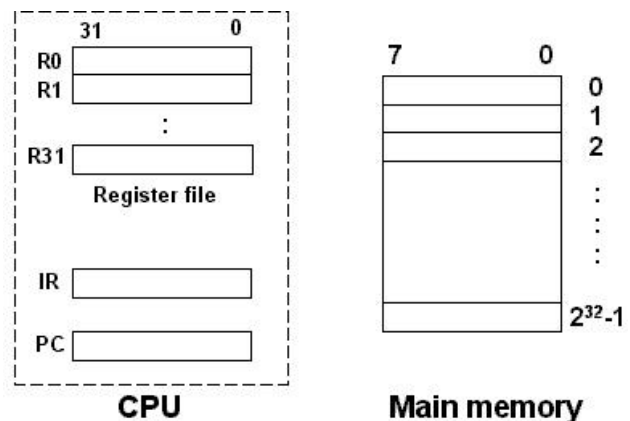 31 0
R0
R1
:
R31
Register file
IR
PC
CPU
7 0
0
1
2
:
:
:
2³²-1
Main memory